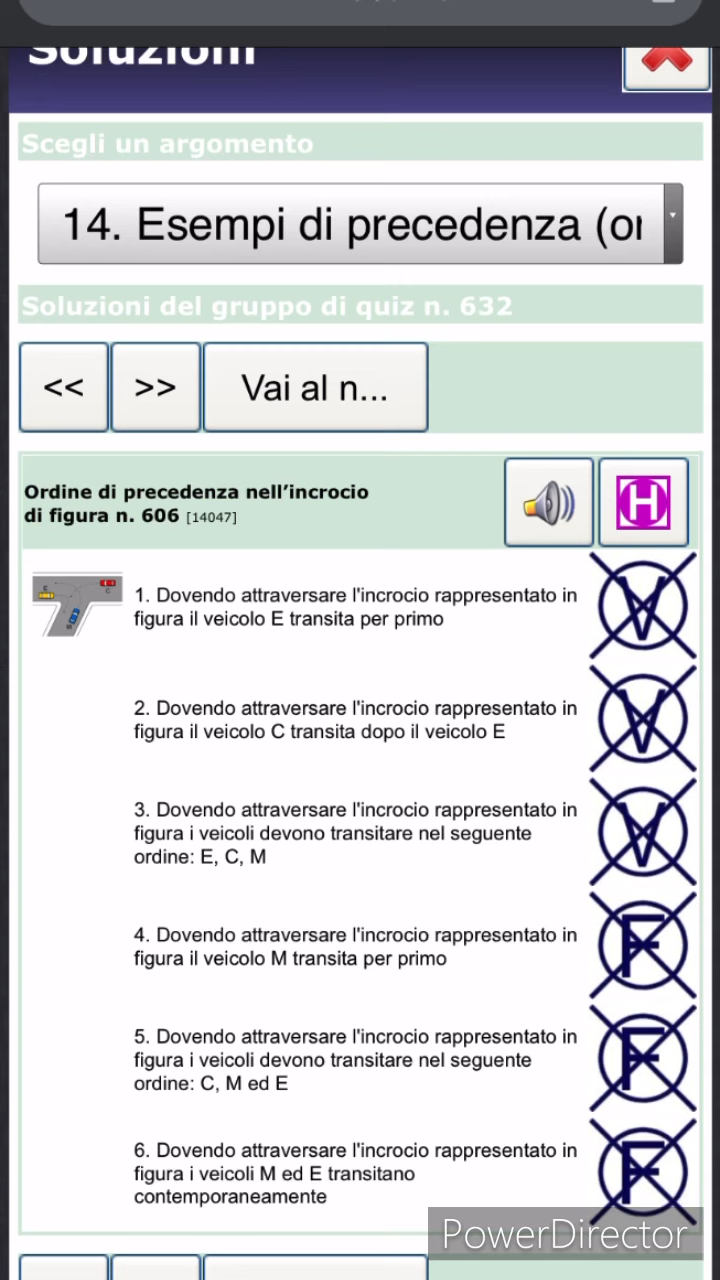 Soluzioni
Scegli un argomento
14. Esempi di precedenza (or
Soluzioni del gruppo di quiz n. 632
<< >> Vai al n...
Ordine di precedenza nell'incrocio
di figura n. 606 [14047]
H
1. Dovendo attraversare l'incrocio rappresentato in
figura il veicolo E transita per primo
V
2. Dovendo attraversare l'incrocio rappresentato in
figura il veicolo C transita dopo il veicolo E
V
3. Dovendo attraversare l'incrocio rappresentato in
figura i veicoli devono transitare nel seguente
ordine: E, C, M
V
4. Dovendo attraversare l'incrocio rappresentato in
figura il veicolo M transita per primo
F
5. Dovendo attraversare l'incrocio rappresentato in
figura i veicoli devono transitare nel seguente
ordine: C, M ed E
F
6. Dovendo attraversare l'incrocio rappresentato in
figura i veicoli M ed E transitano
contemporaneamente
F
PowerDirector